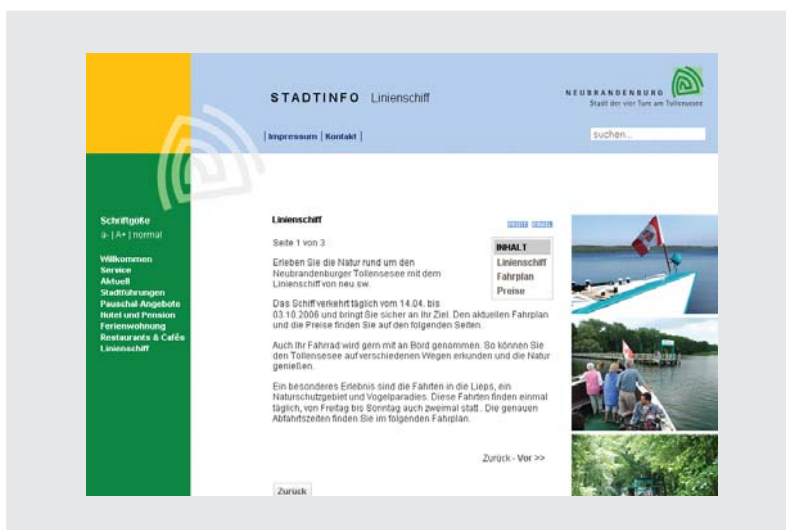 STADTINFO Linienschiff
NEUBRANDENBURG
Stadt der vier Tore am Tollensesee
| Impressum | Kontakt |
suchen...
Schriftgöße
a- | A+ | normal
Willkommen
Service
Aktuell
Stadtführungen
Pauschal-Angebote
Hotel und Pension
Ferienwohnung
Restaurants & Cafés
Linienschiff
Linienschiff
Seite 1 von 3
Erleben Sie die Natur rund um den
Neubrandenburger Tollensesee mit dem
Linienschiff von neu.sw.
Das Schiff verkehrt täglich vom 14.04. bis
03.10.2006 und bringt Sie sicher an Ihr Ziel. Den aktuellen Fahrplan
und die Preise finden Sie auf den folgenden Seiten.
Auch Ihr Fahrrad wird gern mit an Bord genommen. So können Sie
den Tollensesee auf verschiedenen Wegen erkunden und die Natur
genießen.
Ein besonderes Erlebnis sind die Fahrten in die Lieps, ein
Naturschutzgebiet und Vogelparadies. Diese Fahrten finden einmal
täglich, von Freitag bis Sonntag auch zweimal statt. Die genauen
Abfahrtszeiten finden Sie im folgenden Fahrplan.
INHALT
Linienschiff
Fahrplan
Preise
Zurück - Vor >>
Zurück